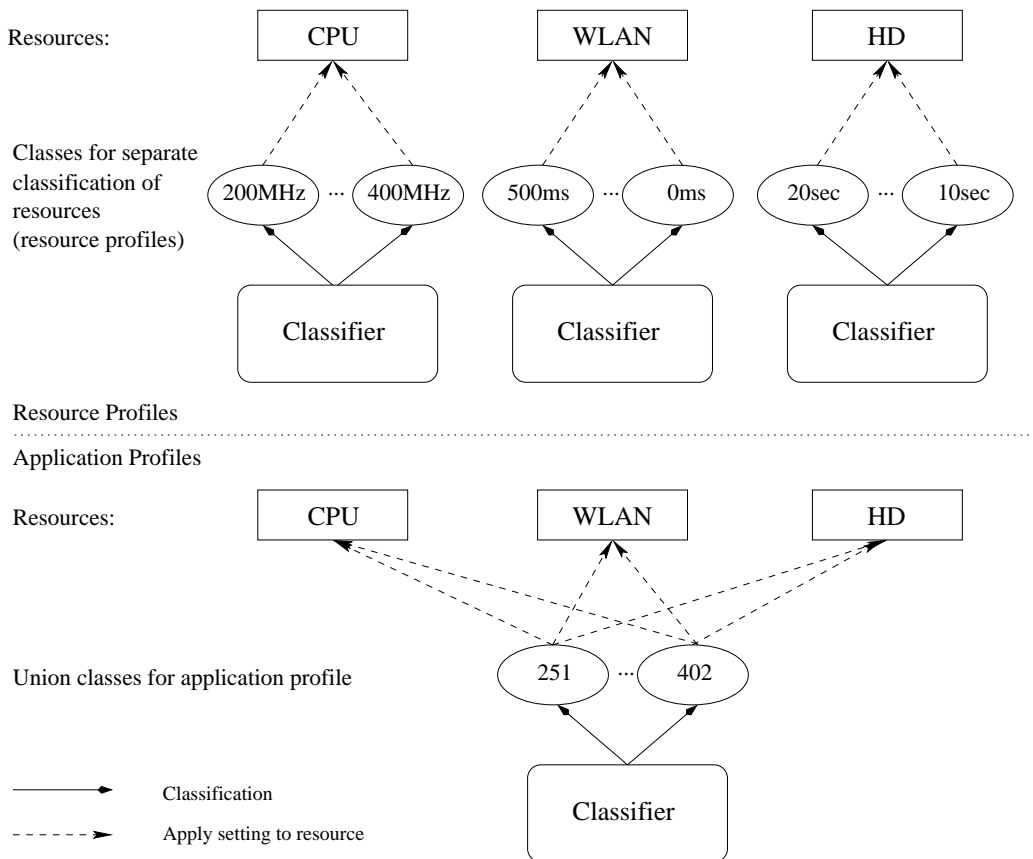 Resources:
CPU
WLAN
HD
Classes for separate
classification of
resources
(resource profiles)
200MHz ... 400MHz
500ms ... 0ms
20sec ... 10sec
Classifier
Classifier
Classifier
Resource Profiles
Application Profiles
Resources:
CPU
WLAN
HD
Union classes for application profile
251 ... 402
Classifier
Classification
Apply setting to resource